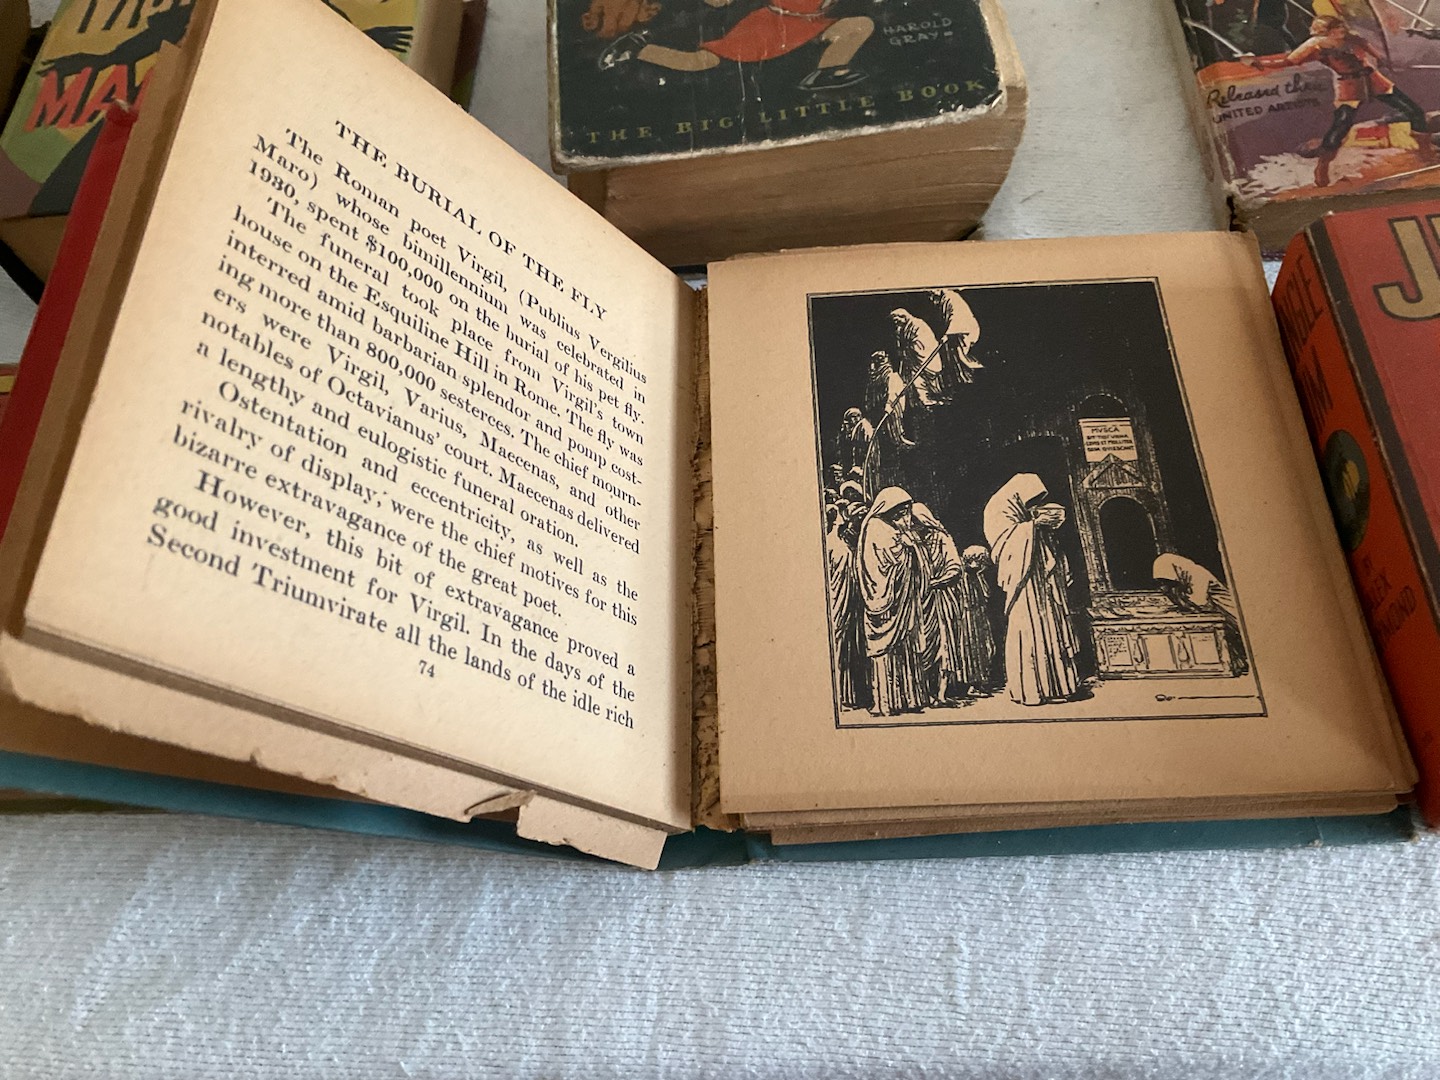 MA
HAROLD
GRAY
THE BIG LITTLE BOOK
Released thru
UNITED ARTISTS
THE BURIAL OF THE FLY
The Roman poet Virgil, (Publius Vergilius
Maro) whose bimillennium was celebrated in
1930, spent $100,000 on the burial of his pet fly.
The funeral took place from Virgil's town
house on the Esquiline Hill in Rome. The fly was
interred amid barbarian splendor and pomp cost-
ing more than 800,000 sesterces. The chief mourn-
ers were Virgil, Varius, Maecenas, and other
notables of Octavianus' court. Maecenas delivered
a lengthy and eulogistic funeral oration.
Ostentation and eccentricity, as well as the
rivalry of display, were the chief motives for this
bizarre extravagance of the great poet.
However, this bit of extravagance proved a
good investment for Virgil. In the days of the
Second Triumvirate all the lands of the idle rich
74
MVSCA
J